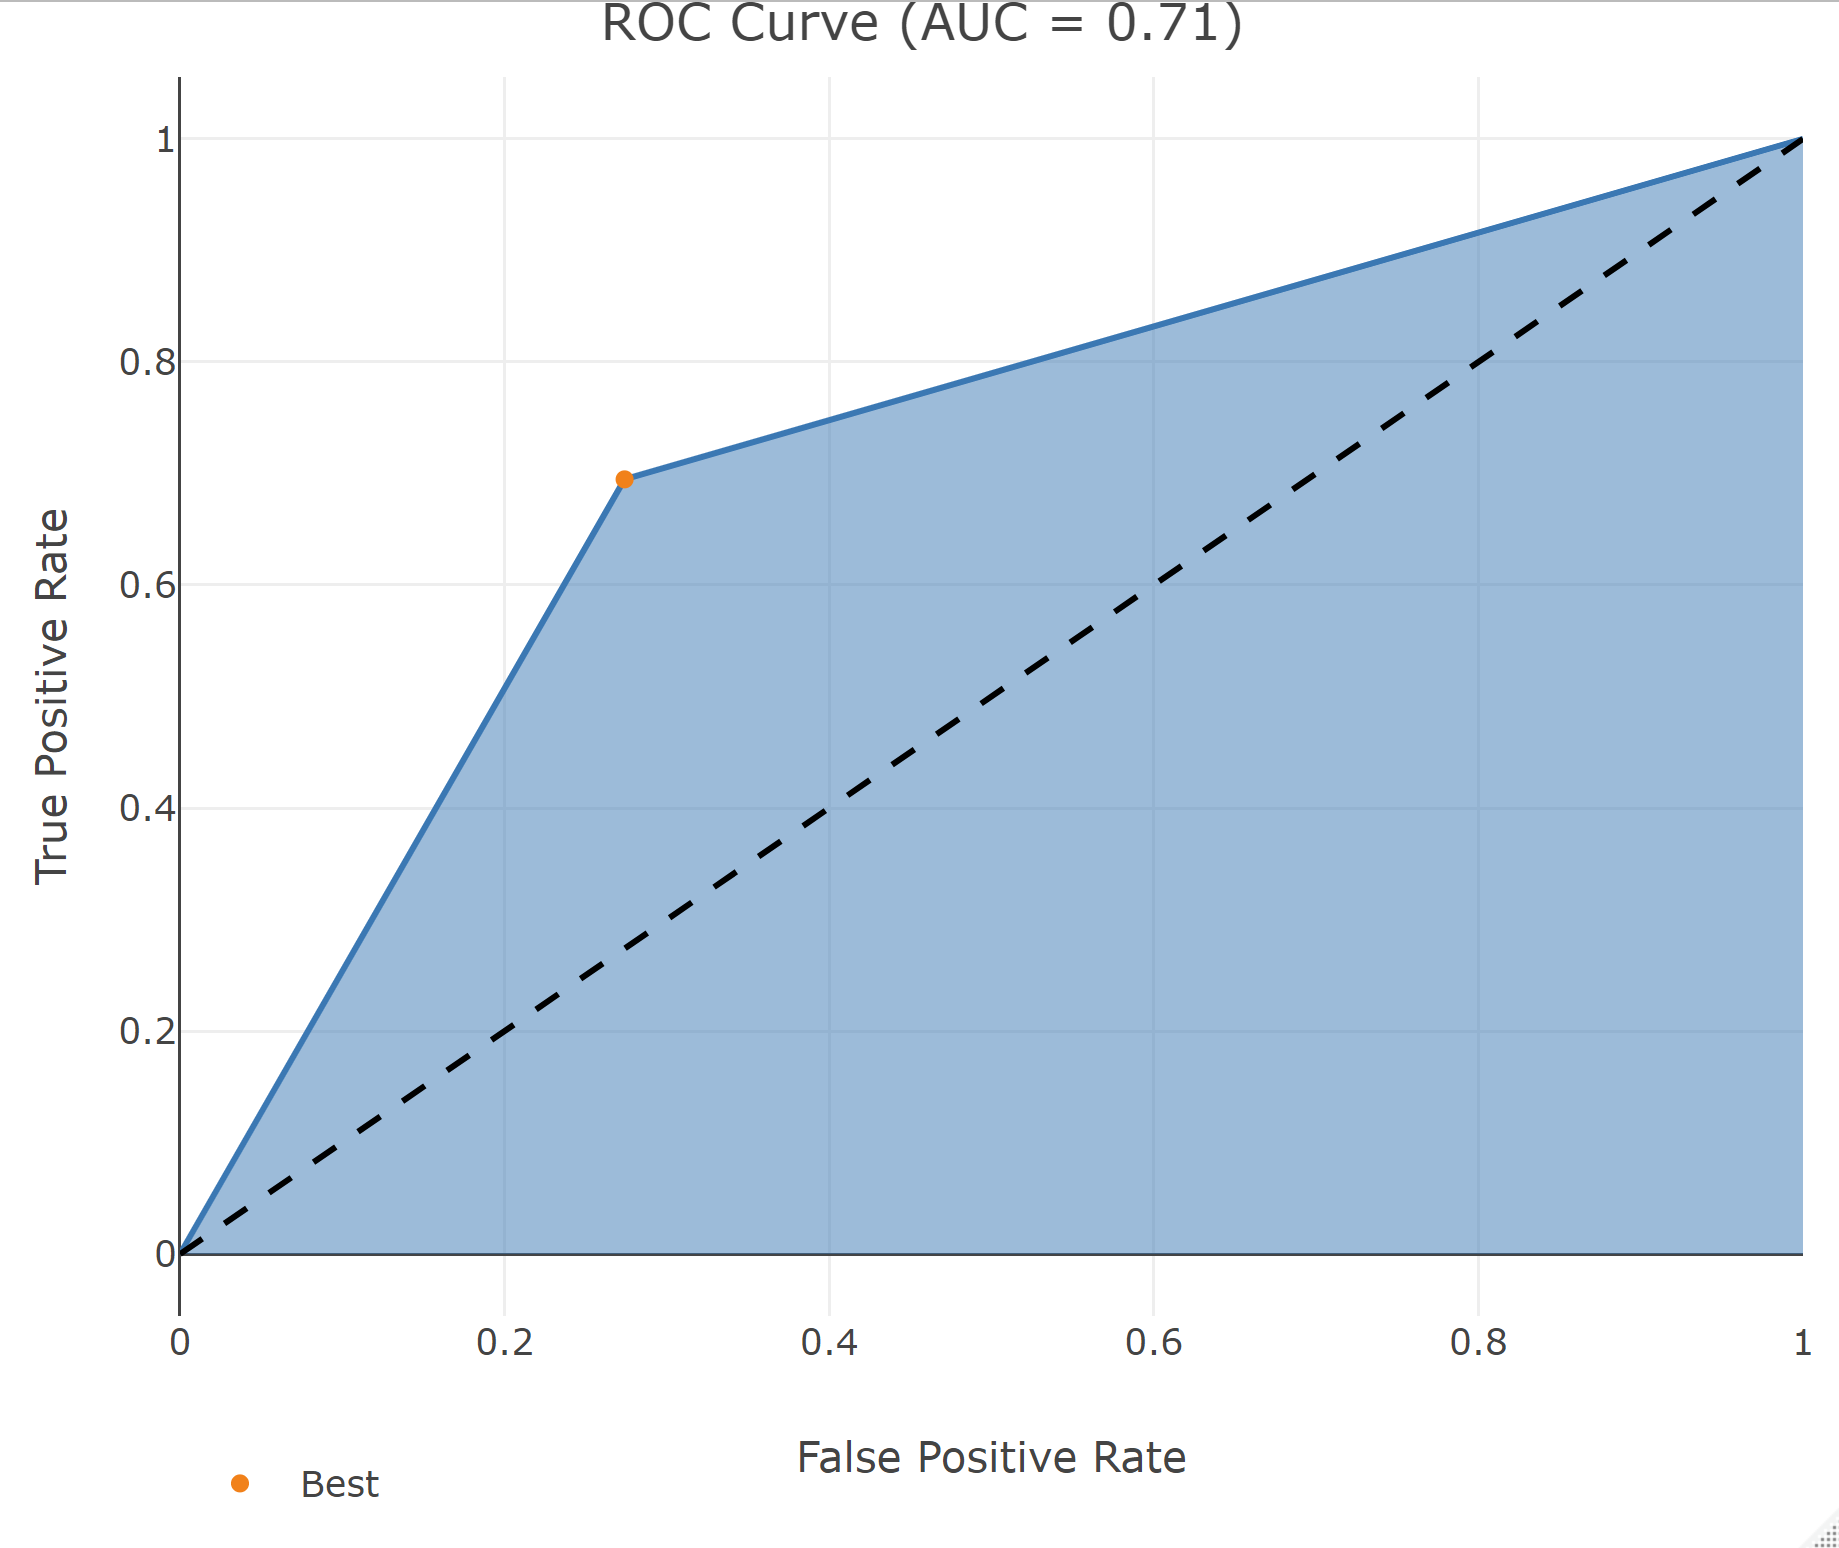 ROC Curve (AUC = 0.71)
True Positive Rate
1
0.8
0.6
0.4
0.2
0
0 0.2 0.4 0.6 0.8 1
False Positive Rate
Best